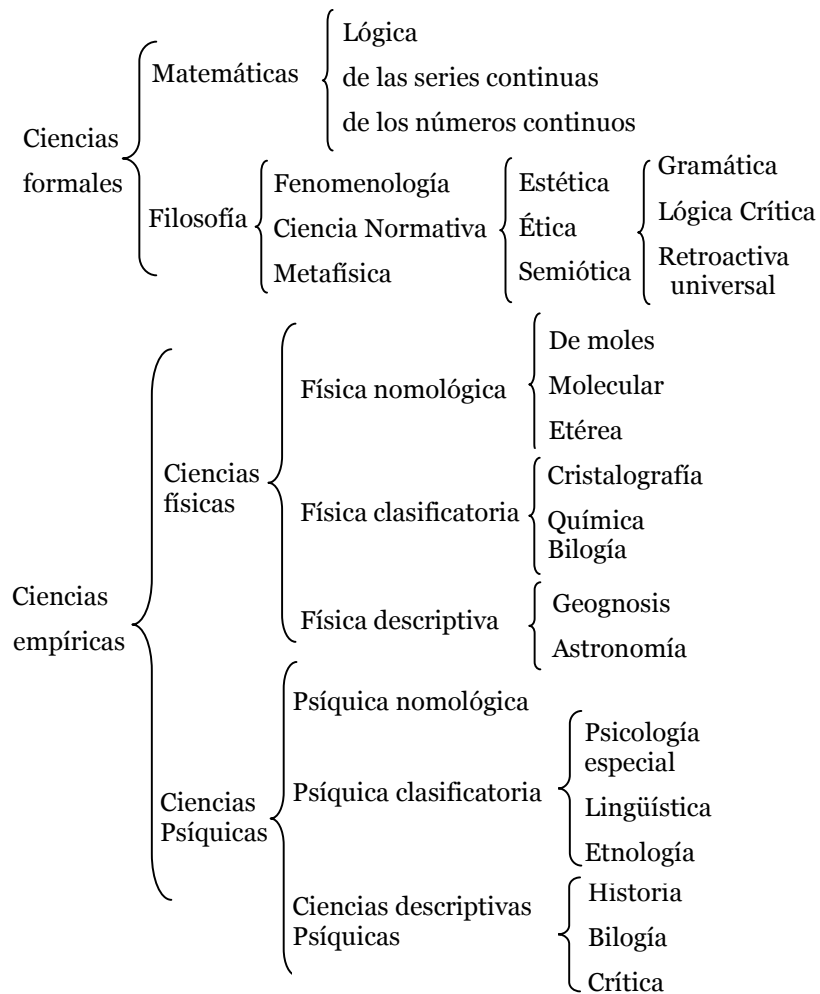 Lógica
Matemáticas
de las series continuas
de los números continuos
Ciencias
formales
Gramática
Fenomenología
Estética
Lógica Crítica
Filosofía
Ciencia Normativa
Ética
Retroactiva
universal
Metafísica
Semiótica
De moles
Física nomológica
Molecular
Etérea
Ciencias
físicas
Cristalografía
Física clasificatoria
Química
Bilogía
Ciencias
empíricas
Geognosis
Física descriptiva
Astronomía
Psíquica nomológica
Psicología
especial
Ciencias
Psíquicas
Psíquica clasificatoria
Lingüística
Etnología
Ciencias descriptivas
Psíquicas
Historia
Bilogía
Crítica